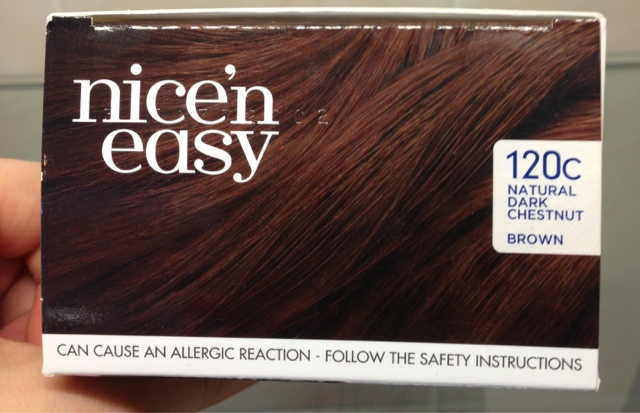 nice'n
easy
120C
NATURAL
DARK
CHESTNUT
BROWN
CAN CAUSE AN ALLERGIC REACTION - FOLLOW THE SAFETY INSTRUCTIONS